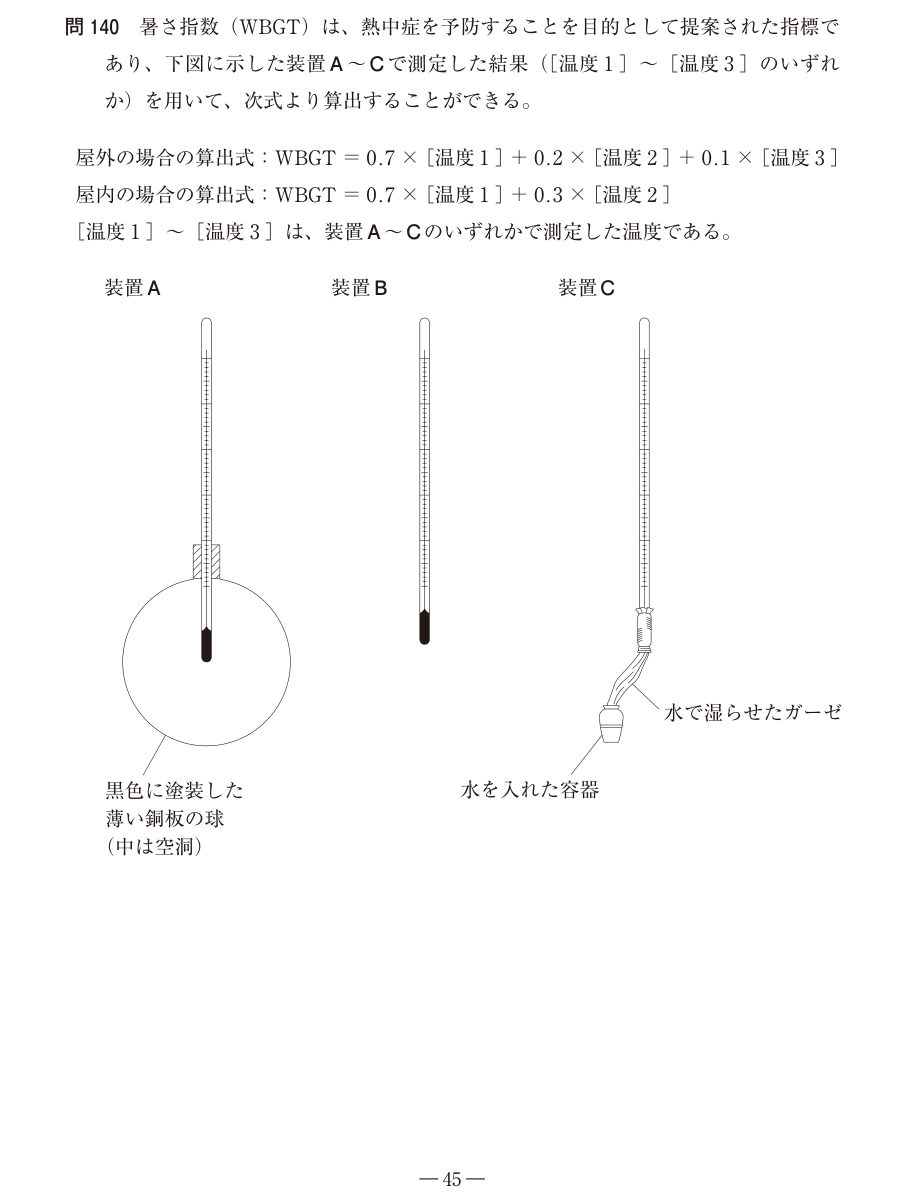 問 140　暑さ指数（WBGT）は、熱中症を予防することを目的として提案された指標で
あり、下図に示した装置A～Cで測定した結果（［温度１］～［温度３］のいずれ
か）を用いて、次式より算出することができる。
屋外の場合の算出式：WBGT ＝ 0.7 ×［温度１］＋ 0.2 ×［温度２］＋ 0.1 ×［温度３］
屋内の場合の算出式：WBGT ＝ 0.7 ×［温度１］＋ 0.3 ×［温度２］
［温度１］～［温度３］は、装置A～Cのいずれかで測定した温度である。
装置A　装置B　装置C
水で湿らせたガーゼ
水を入れた容器
黒色に塗装した
薄い銅板の球
（中は空洞）
― 45 ―